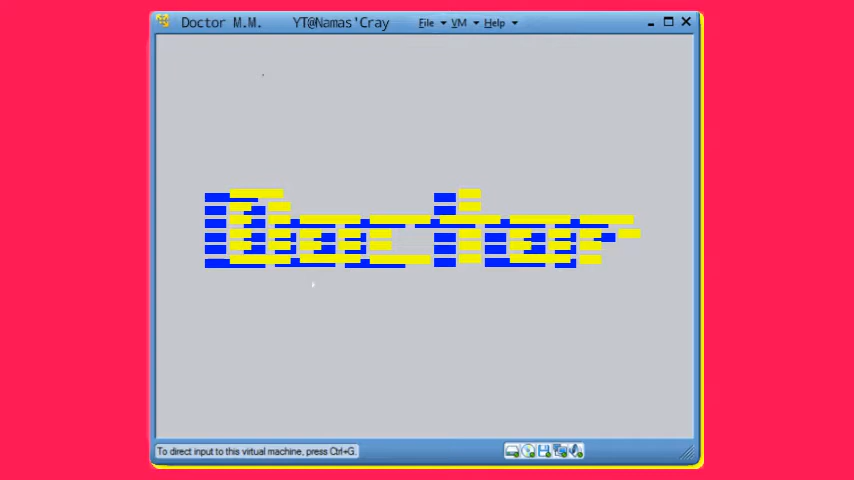 Doctor M.M. YT@Namas'Cray File VM Help
Doctor
To direct input to this virtual machine, press Ctrl+G.